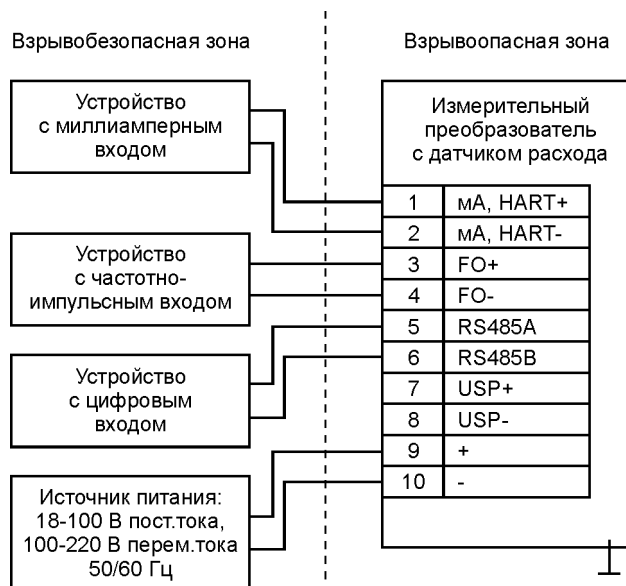 Взрывобезопасная зона
Взрывоопасная зона
Устройство
с миллиамперным
входом
Устройство
с частотно-
импульсным входом
Устройство
с цифровым
входом
Источник питания:
18-100 В пост.тока,
100-220 В перем.тока
50/60 Гц
Измерительный
преобразователь
с датчиком расхода
1 мА, HART+
2 мА, HART-
3 FO+
4 FO-
5 RS485A
6 RS485B
7 USP+
8 USP-
9 +
10 -